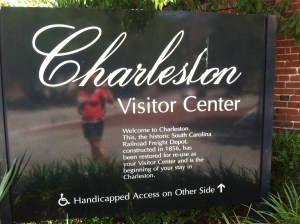 Charleston
Visitor Center
Welcome to Charleston.
This, the historic South Carolina
Railroad Freight Depot,
constructed in 1856, has
been restored for re-use as
your Visitor Center and is the
beginning of your stay in
Charleston.
Handicapped Access on Other Side ↑